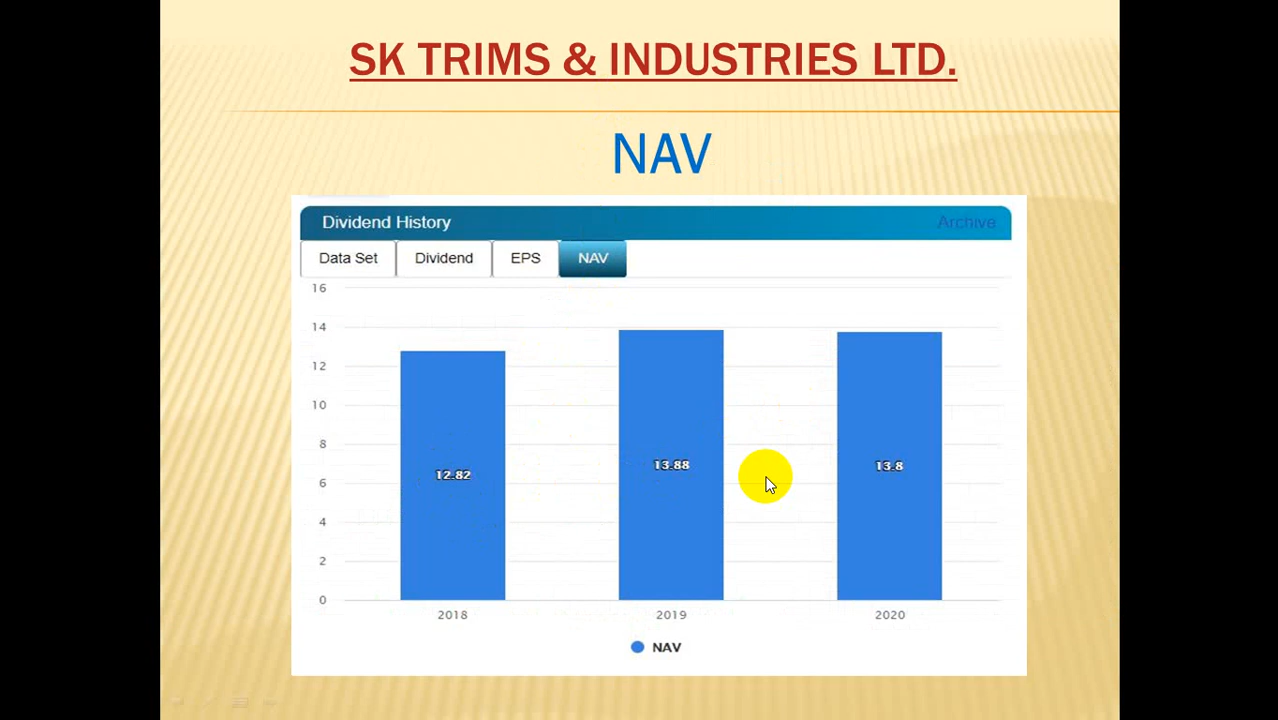 SK TRIMS & INDUSTRIES LTD.
NAV
Dividend History Archive
Data Set Dividend EPS NAV
16
14
12
10
8
6
4
2
0
12.82 13.88 13.8
2018 2019 2020
NAV